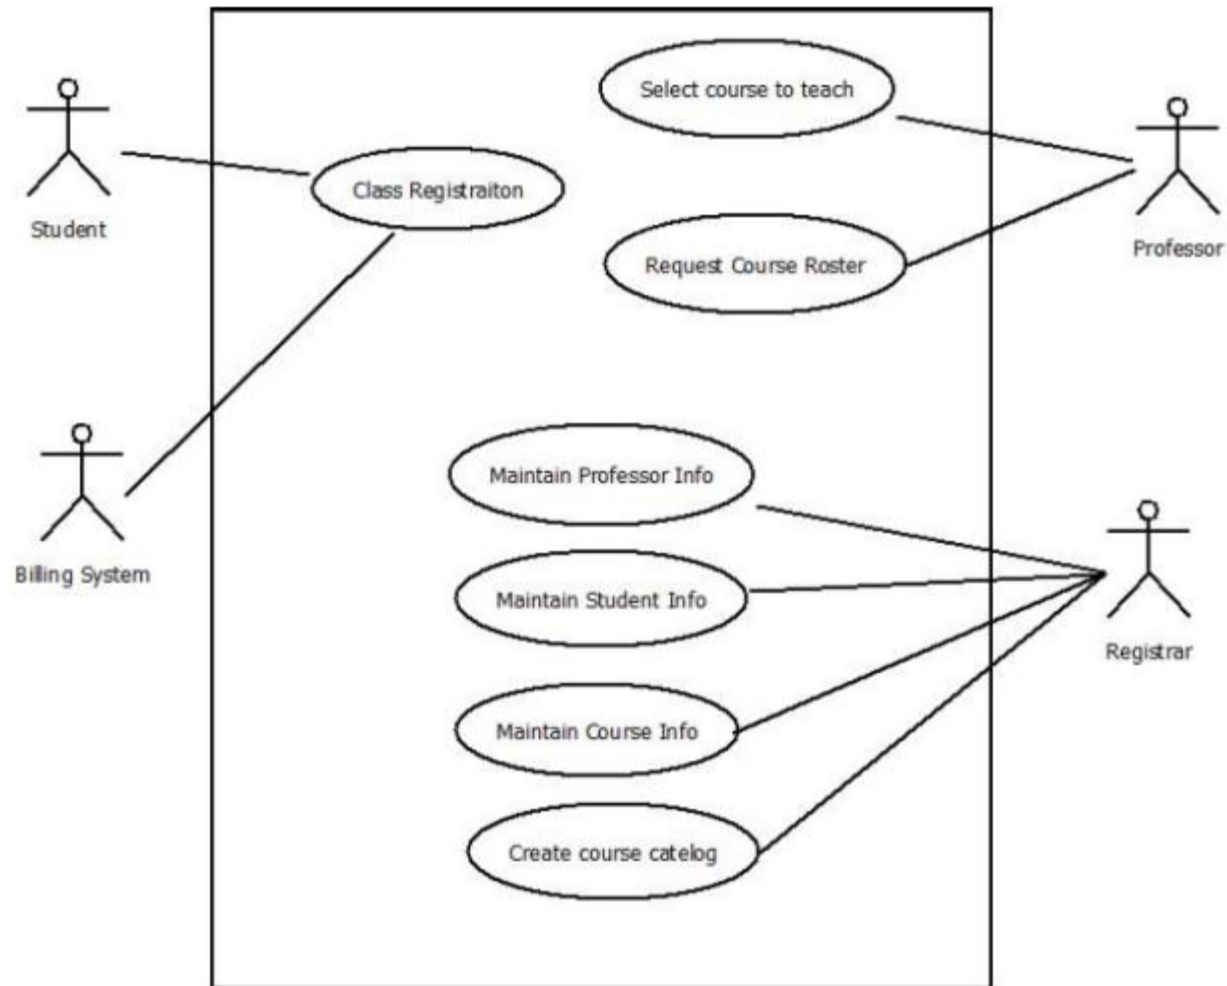 Select course to teach
Class Registraiton
Student
Professor
Request Course Roster
Maintain Professor Info
Billing System
Maintain Student Info
Registrar
Maintain Course Info
Create course catelog